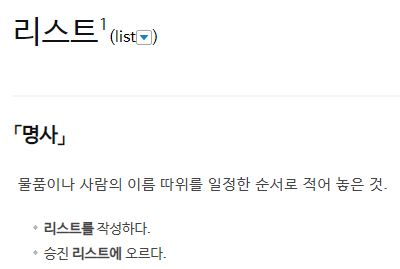 리스트1(list)
「명사」
물품이나 사람의 이름 따위를 일정한 순서로 적어 놓은 것.
리스트를 작성하다.
승진 리스트에 오르다.